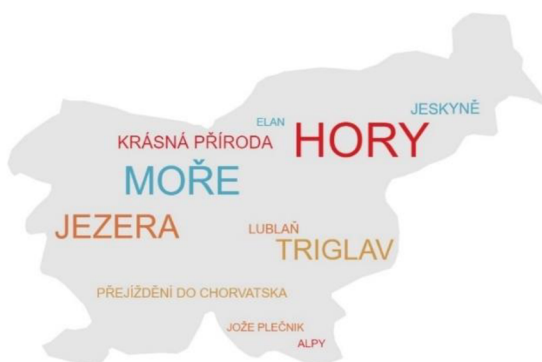 JESKYNĚ
ELAN
HORY
KRÁSNÁ PŘÍRODA
MOŘE
JEZERA
LUBLAŇ
TRIGLAV
PŘEJÍŽDĚNÍ DO CHORVATSKA
JOŽE PLEČNIK
ALPY